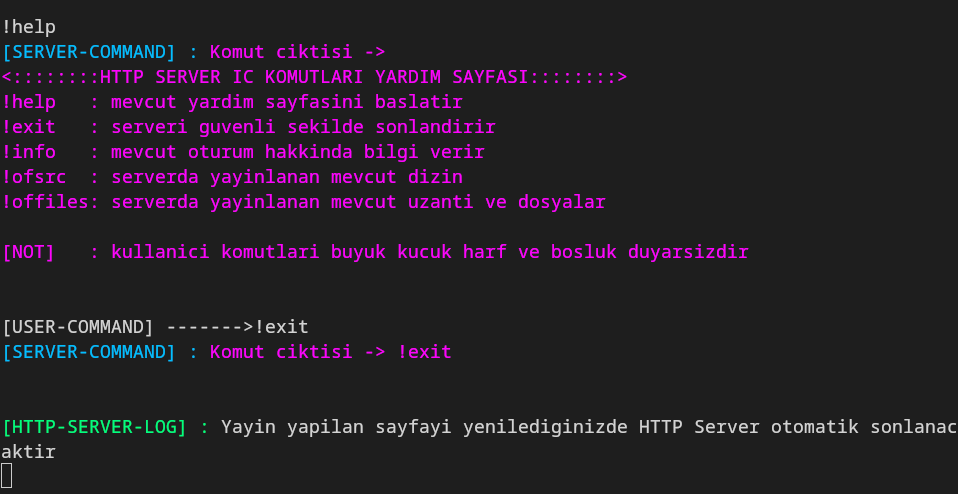 !help
[SERVER-COMMAND] : Komut ciktisi ->
<::::::::HTTP SERVER IC KOMUTLARI YARDIM SAYFASI::::::::>
!help   : mevcut yardim sayfasini baslatir
!exit   : serveri guvenli sekilde sonlandirir
!info   : mevcut oturum hakkinda bilgi verir
!ofsrc  : serverda yayinlanan mevcut dizin
!offiles: serverda yayinlanan mevcut uzanti ve dosyalar
[NOT]   : kullanici komutlari buyuk kucuk harf ve bosluk duyarsizdir
[USER-COMMAND] ------->!exit
[SERVER-COMMAND] : Komut ciktisi -> !exit
[HTTP-SERVER-LOG] : Yayin yapilan sayfayi yenilediginizde HTTP Server otomatik sonlanac
aktir